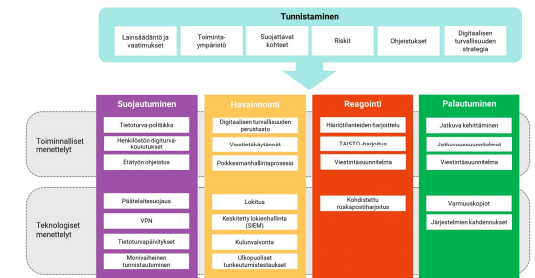 Tunnistaminen
Lainsäädäntö ja
vaatimukset
Toiminta-
ympäristö
Suojattavat
kohteet
Riskit
Ohjeistukset
Digitaalisen
turvallisuuden
strategia
Suojautuminen
Havainnointi
Reagointi
Palautuminen
Toiminnalliset
menettelyt
Tietoturva-politiikka
Henkilöstön digiturva-
koulutukset
Etätyön ohjeistus
Digitaalisen turvallisuuden
perustaso
Viestintäkäytännöt
Poikkeamanhallintaprosessi
Häiriötilanteiden harjoittelu
TAISTO-harjoitus
Viestintäsuunnitelma
Jatkuva kehittäminen
Jatkuvuussuunnitelmat
Viestintäsuunnitelma
Teknologiset
menettelyt
Päätelaitesuojaus
VPN
Tietoturvapäivitykset
Monivaiheinen
tunnistautuminen
Lokitus
Keskitetty lokienhallinta
(SIEM)
Kulunvalvonta
Ulkopuoliset
tunkeutumistestaukset
Kohdistettu
roskapostiharjoitus
Varmuuskopiot
Järjestelmien kahdennukset